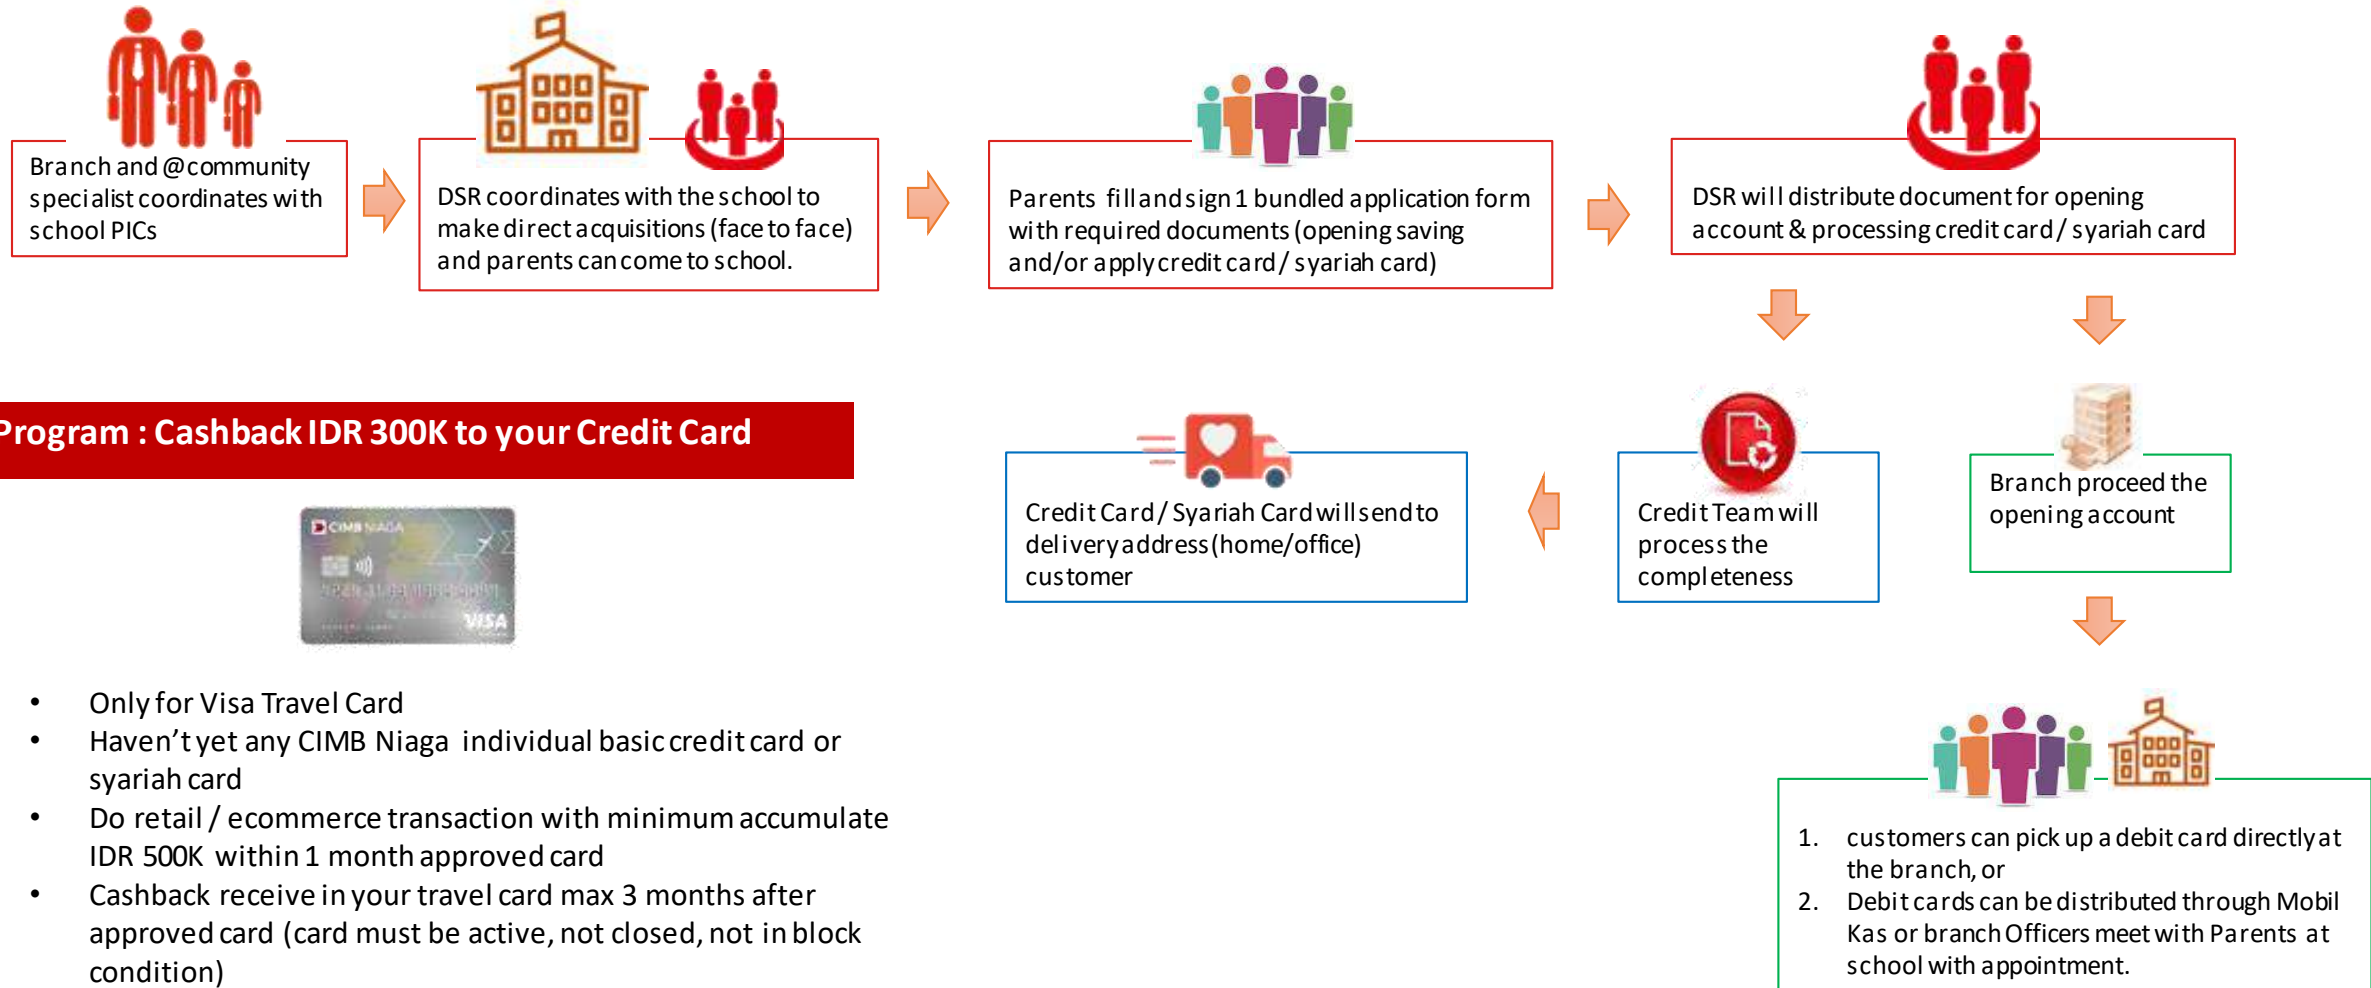 Branch and @community
specialist coordinates with
school PICs
DSR coordinates with the school to
make direct acquisitions (face to face)
and parents can come to school.
Parents fill and sign 1 bundled application form
with required documents (opening saving
and/or apply credit card / syariah card)
DSR will distribute document for opening
account & processing credit card / syariah card
Program : Cashback IDR 300K to your Credit Card
CIMB NIAGA
VISA
Credit Card / Syariah Card will send to
delivery address (home/office)
customer
Credit Team will
process the
completeness
Branch proceed the
opening account
• Only for Visa Travel Card
• Haven't yet any CIMB Niaga individual basic credit card or
syariah card
• Do retail / ecommerce transaction with minimum accumulate
IDR 500K within 1 month approved card
• Cashback receive in your travel card max 3 months after
approved card (card must be active, not closed, not in block
condition)
1. customers can pick up a debit card directly at
the branch, or
2. Debit cards can be distributed through Mobil
Kas or branch Officers meet with Parents at
school with appointment.